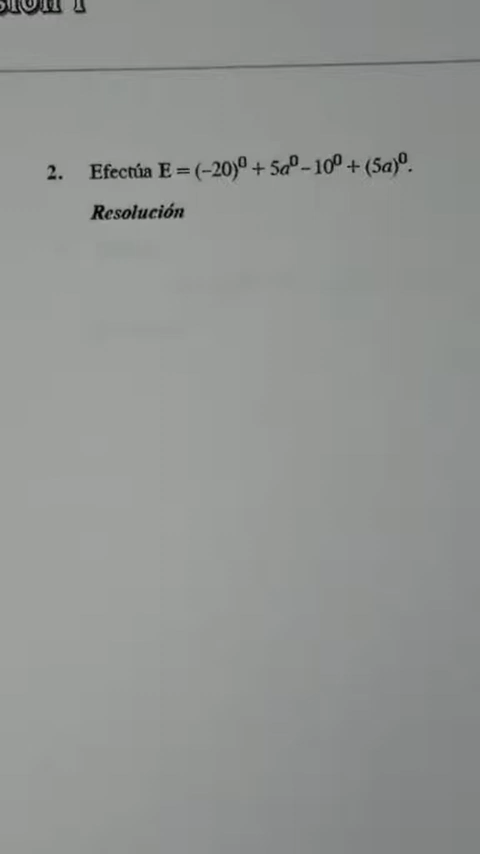 2. Efectúa E = (–20)⁰ + 5a⁰ – 10⁰ + (5a)⁰.
Resolución